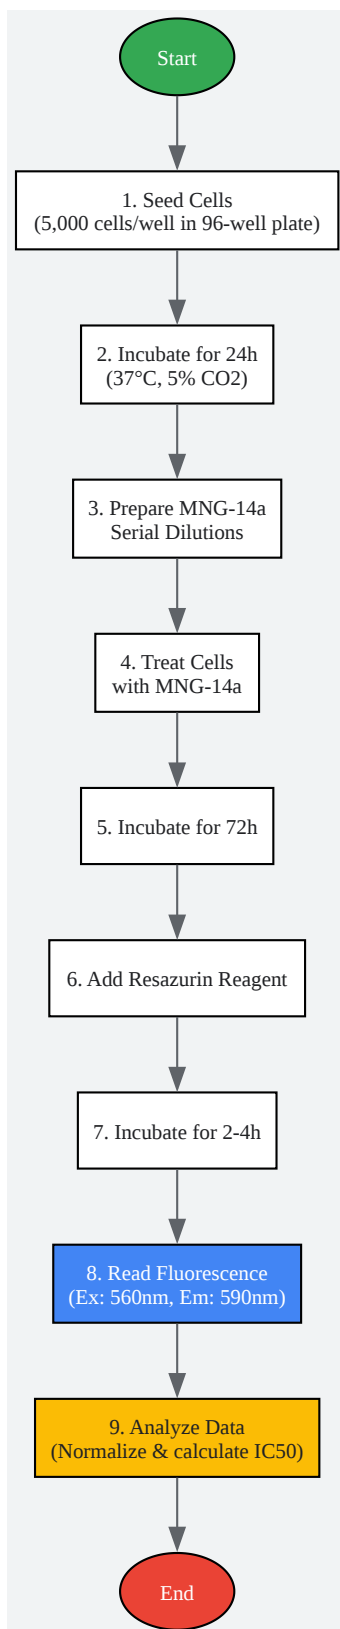 Start
1. Seed Cells
(5,000 cells/well in 96-well plate)
2. Incubate for 24h
(37°C, 5% CO2)
3. Prepare MNG-14a
Serial Dilutions
4. Treat Cells
with MNG-14a
5. Incubate for 72h
6. Add Resazurin Reagent
7. Incubate for 2-4h
8. Read Fluorescence
(Ex: 560nm, Em: 590nm)
9. Analyze Data
(Normalize & calculate IC50)
End